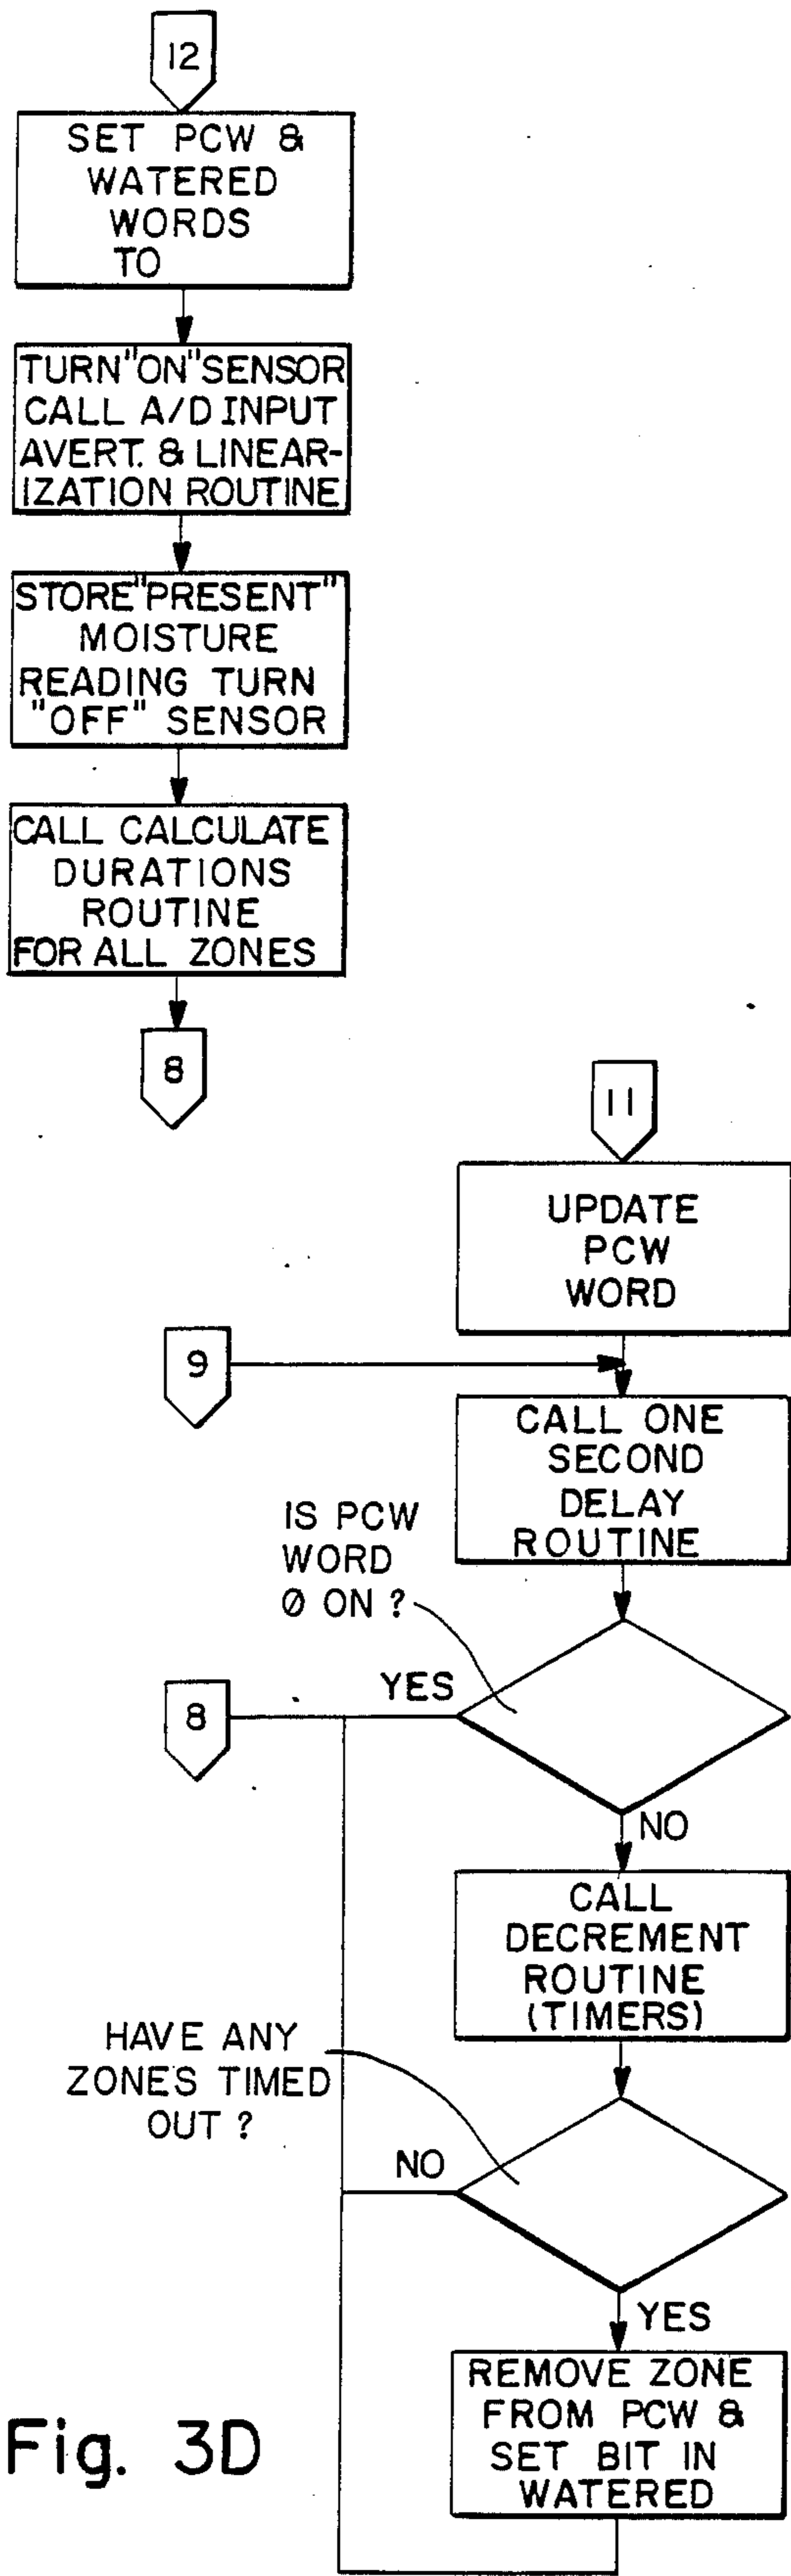 12
SET PCW &
WATERED
WORDS
TO
TURN "ON" SENSOR
CALL A/D INPUT
AVERT. & LINEAR-
IZATION ROUTINE
STORE "PRESENT"
MOISTURE
READING TURN
"OFF" SENSOR
CALL CALCULATE
DURATIONS
ROUTINE
FOR ALL ZONES
8
11
UPDATE
PCW
WORD
9
CALL ONE
SECOND
DELAY
ROUTINE
IS PCW
WORD
Ø ON ?
YES
8
NO
CALL
DECREMENT
ROUTINE
(TIMERS)
HAVE ANY
ZONES TIMED
OUT ?
NO
YES
REMOVE ZONE
FROM PCW &
SET BIT IN
WATERED
Fig. 3D